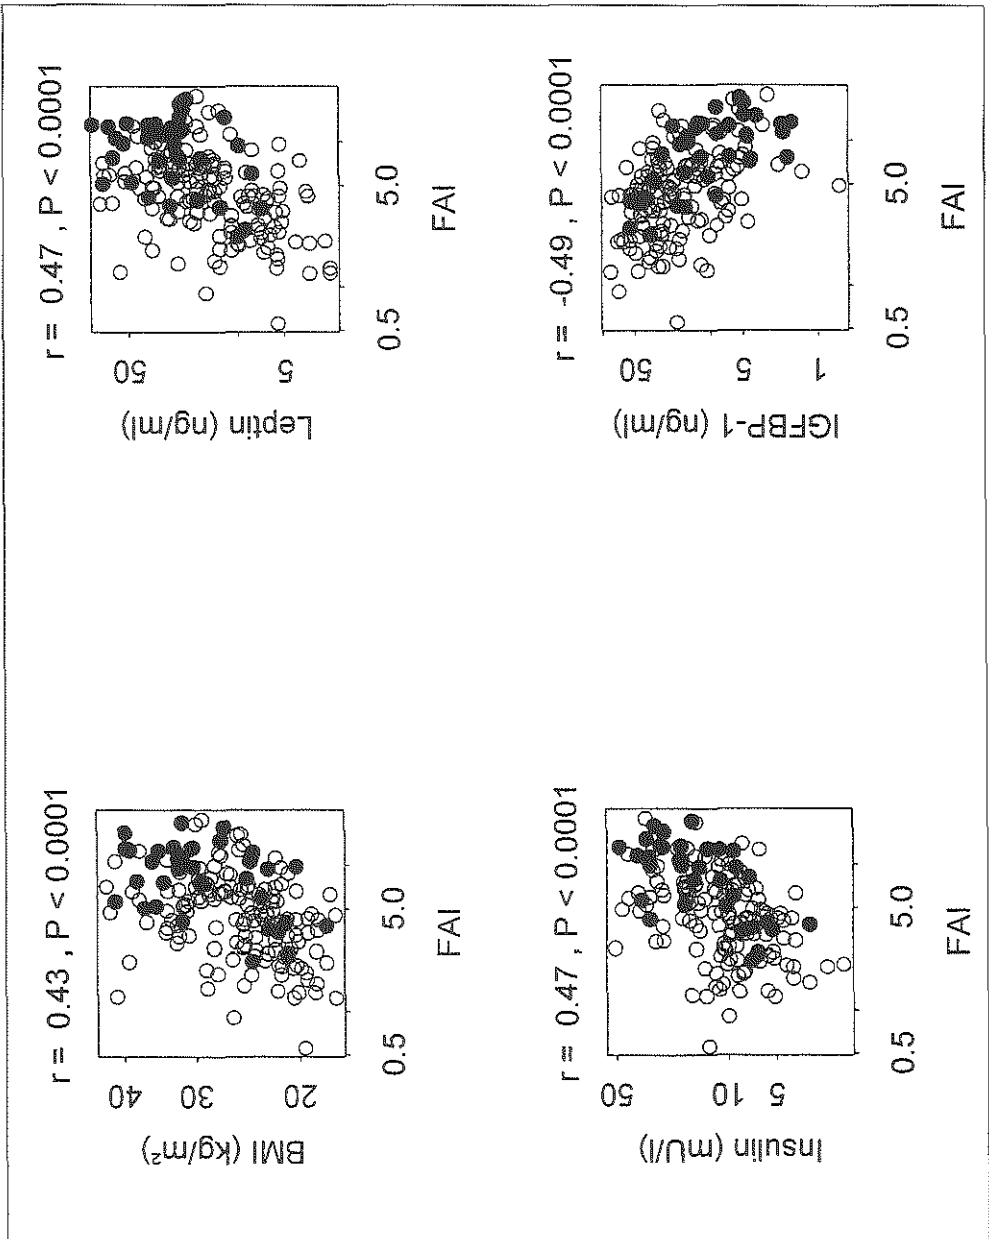 r = 0.43 , P < 0.0001
BMI (kg/m²)
40
30
20
0.5
5.0
FAI
r = 0.47 , P < 0.0001
Leptin (ng/ml)
50
5
0.5
5.0
FAI
r = 0.47 , P < 0.0001
Insulin (mU/l)
50
10
5
0.5
5.0
FAI
r = -0.49 , P < 0.0001
IGFBP-1 (ng/ml)
50
5
1
0.5
5.0
FAI